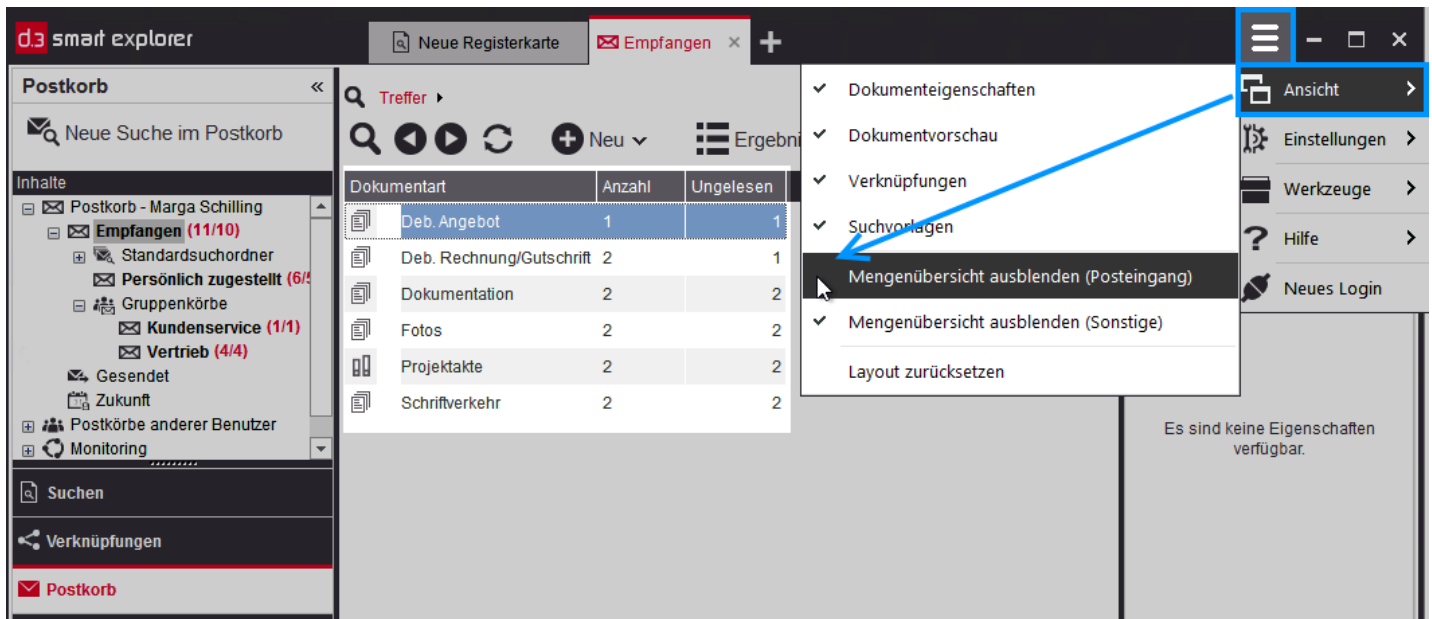 d.3 smart explorer
Neue Registerkarte
Empfangen ×
Postkorb «
Neue Suche im Postkorb
Inhalte
Postkorb - Marga Schilling
Empfangen (11/10)
Standardsuchordner
Persönlich zugestellt (6/5
Gruppenkörbe
Kundenservice (1/1)
Vertrieb (4/4)
Gesendet
Zukunft
Postkörbe anderer Benutzer
Monitoring
Suchen
Verknüpfungen
Postkorb
Treffer
Neu
Ergebni
Dokumentart Anzahl Ungelesen
Deb. Angebot 1 1
Deb. Rechnung/Gutschrift 2 1
Dokumentation 2 2
Fotos 2 2
Projektakte 2 2
Schriftverkehr 2 2
Dokumenteigenschaften
Dokumentvorschau
Verknüpfungen
Suchvorlagen
Mengenübersicht ausblenden (Posteingang)
Mengenübersicht ausblenden (Sonstige)
Layout zurücksetzen
Ansicht
Einstellungen
Werkzeuge
Hilfe
Neues Login
Es sind keine Eigenschaften
verfügbar.